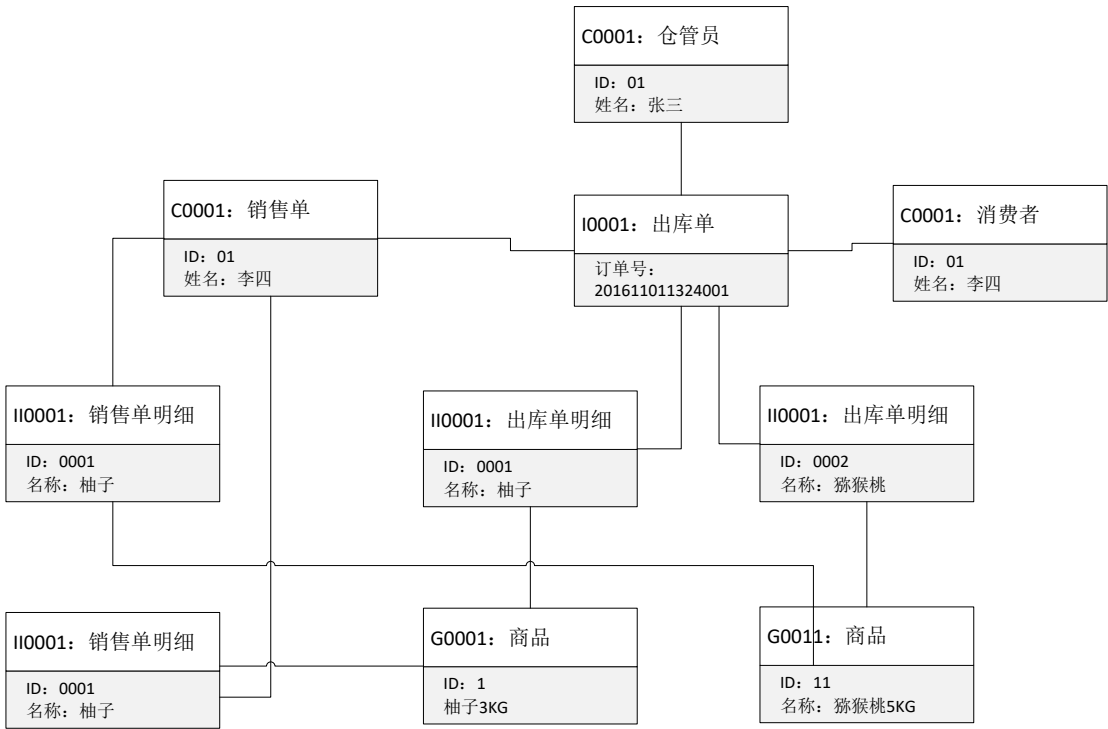 C0001：仓管员
ID：01
姓名：张三
C0001：销售单
ID：01
姓名：李四
I0001：出库单
订单号：
201611011324001
C0001：消费者
ID：01
姓名：李四
II0001：销售单明细
ID：0001
名称：柚子
II0001：出库单明细
ID：0001
名称：柚子
II0001：出库单明细
ID：0002
名称：猕猴桃
II0001：销售单明细
ID：0001
名称：柚子
G0001：商品
ID：1
柚子3KG
G0011：商品
ID：11
名称：猕猴桃5KG